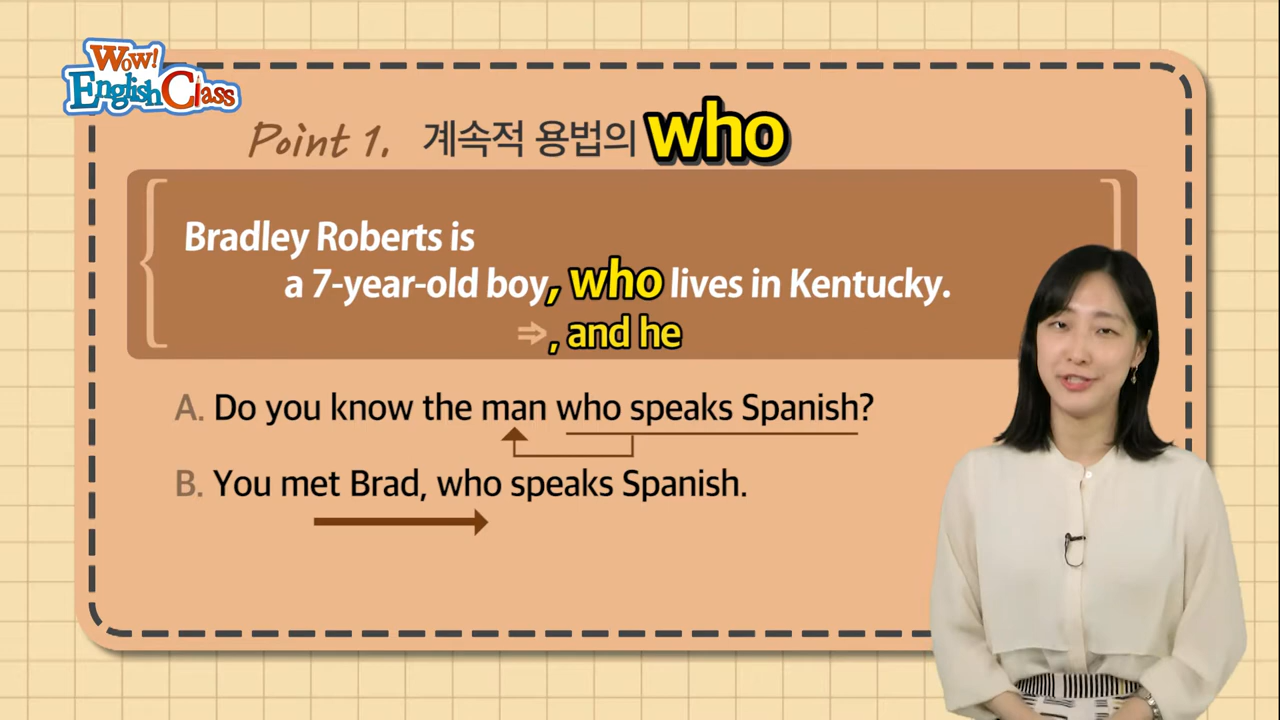 Wow!
English Class
Point 1. 계속적 용법의 who
Bradley Roberts is
a 7-year-old boy, who lives in Kentucky.
⇒, and he
A. Do you know the man who speaks Spanish?
B. You met Brad, who speaks Spanish.